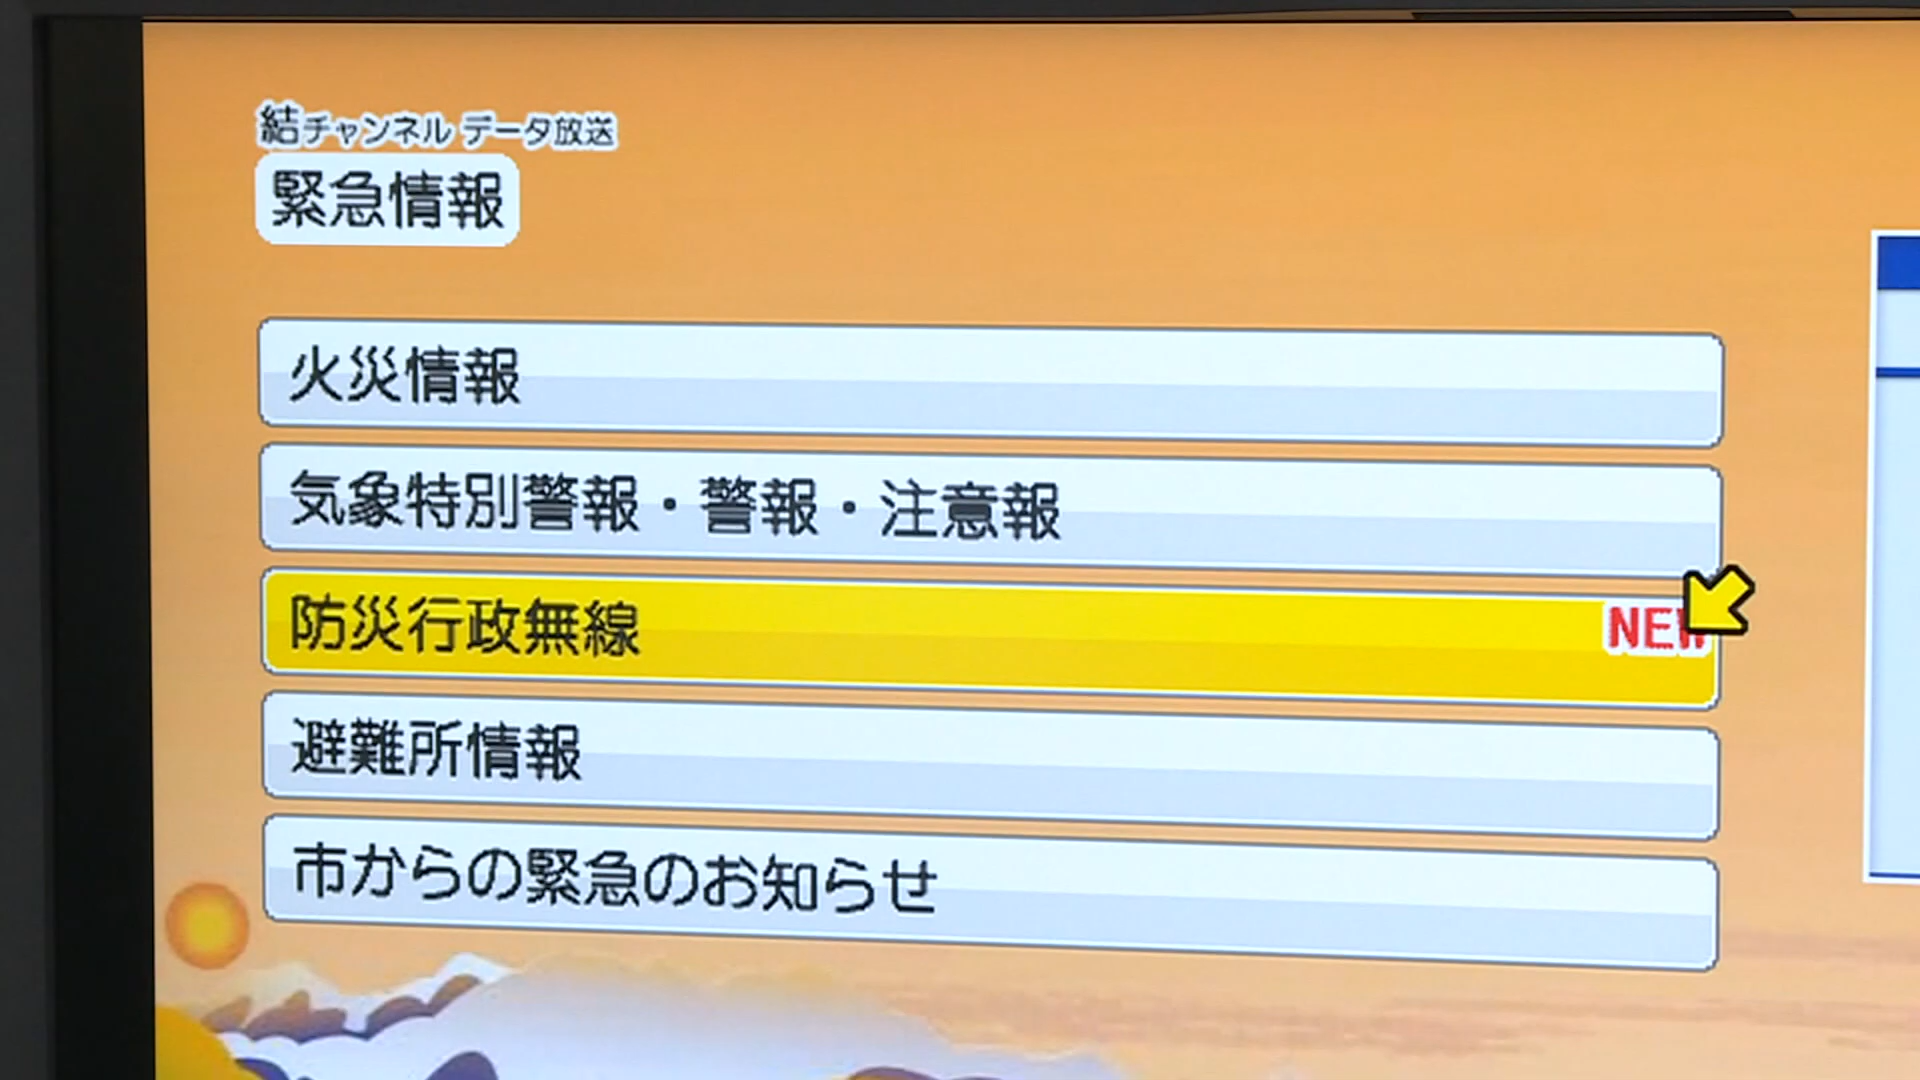 結チャンネル データ放送
緊急情報
火災情報
気象特別警報・警報・注意報
防災行政無線
NEW
避難所情報
市からの緊急のお知らせ